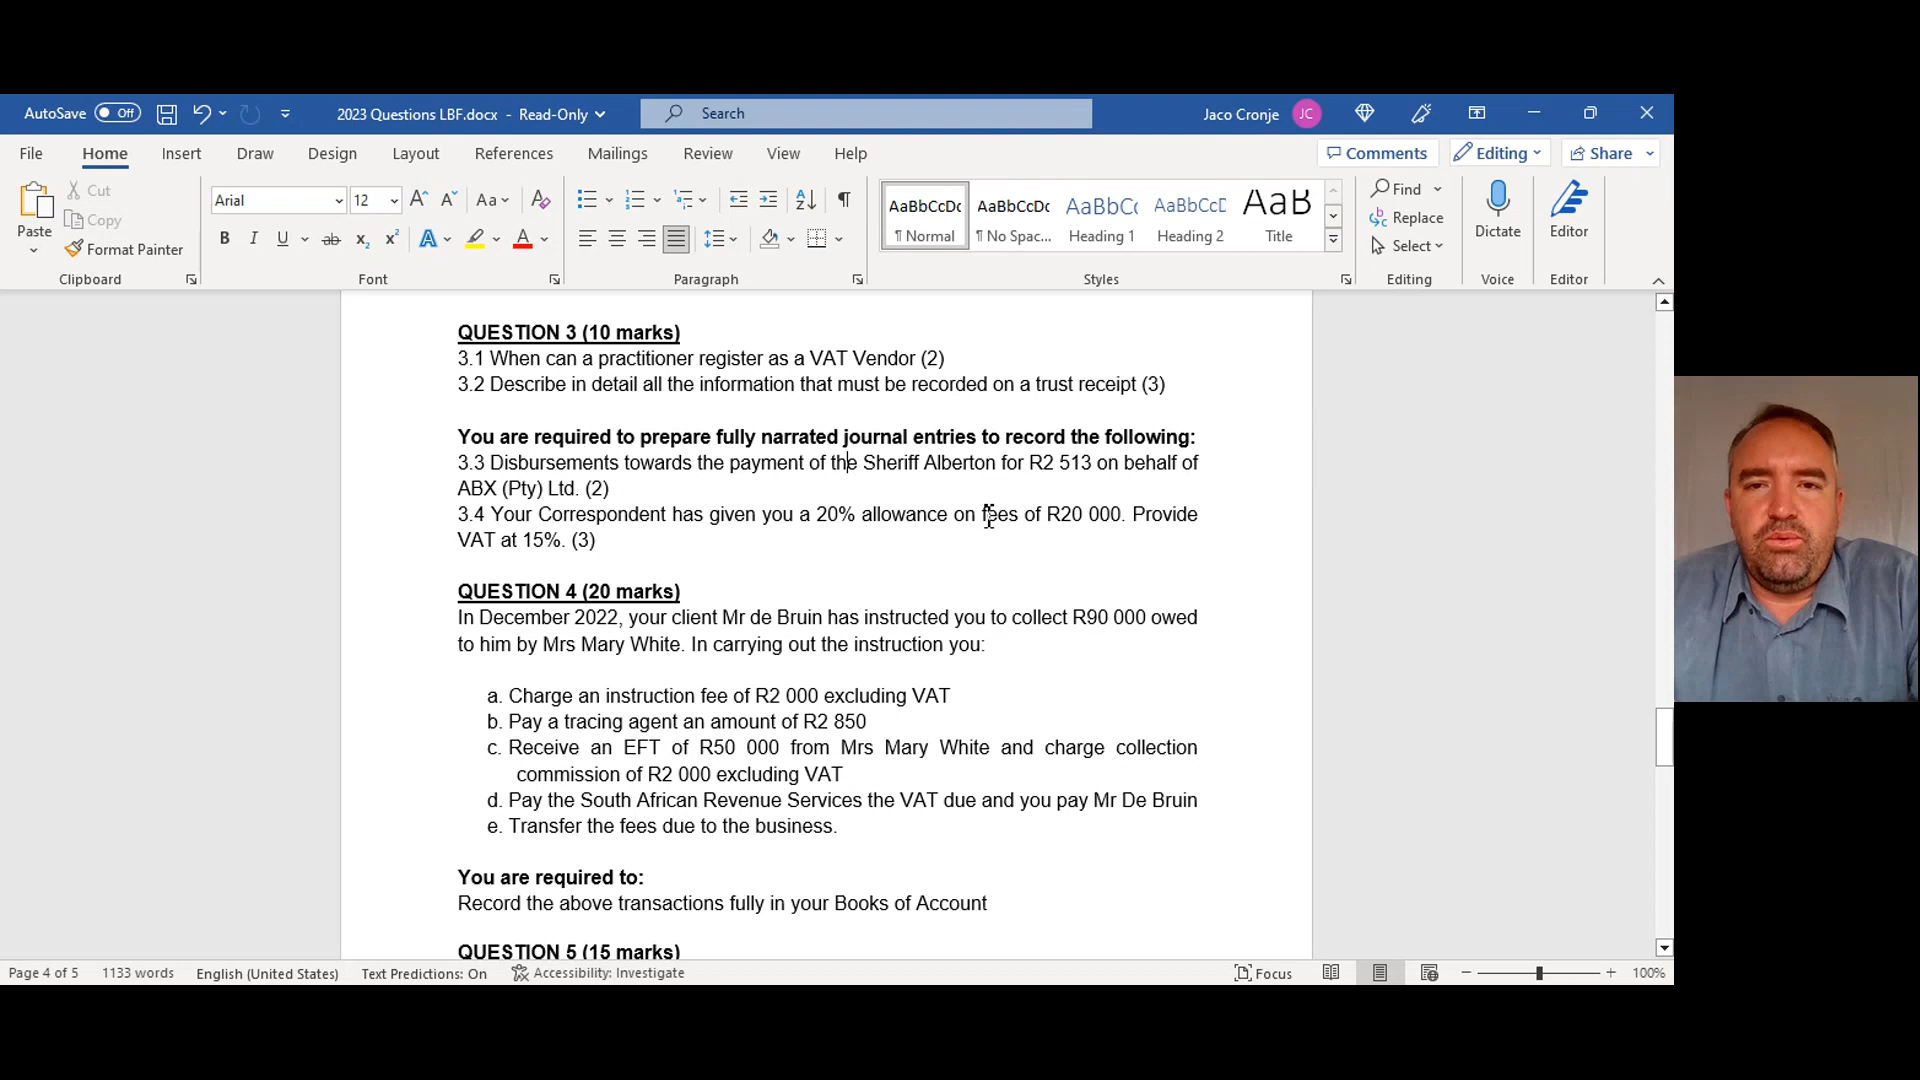 AutoSave Off 2023 Questions LBF.docx - Read-Only Search Jaco Cronje JC
File Home Insert Draw Design Layout References Mailings Review View Help Comments Editing Share
Paste Cut Copy Format Painter
Arial 12 Aa
B I U ab x₂ x² A A
AaBbCcDc ¶ Normal
AaBbCcDc ¶ No Spac...
AaBbCc Heading 1
AaBbCcD Heading 2
AaB Title
Find Replace Select
Dictate Editor
Clipboard Font Paragraph Styles Editing Voice Editor
QUESTION 3 (10 marks)
3.1 When can a practitioner register as a VAT Vendor (2)
3.2 Describe in detail all the information that must be recorded on a trust receipt (3)
You are required to prepare fully narrated journal entries to record the following:
3.3 Disbursements towards the payment of the Sheriff Alberton for R2 513 on behalf of
ABX (Pty) Ltd. (2)
3.4 Your Correspondent has given you a 20% allowance on fees of R20 000. Provide
VAT at 15%. (3)
QUESTION 4 (20 marks)
In December 2022, your client Mr de Bruin has instructed you to collect R90 000 owed
to him by Mrs Mary White. In carrying out the instruction you:
a. Charge an instruction fee of R2 000 excluding VAT
b. Pay a tracing agent an amount of R2 850
c. Receive an EFT of R50 000 from Mrs Mary White and charge collection
commission of R2 000 excluding VAT
d. Pay the South African Revenue Services the VAT due and you pay Mr De Bruin
e. Transfer the fees due to the business.
You are required to:
Record the above transactions fully in your Books of Account
QUESTION 5 (15 marks)
Page 4 of 5 1133 words English (United States) Text Predictions: On Accessibility: Investigate Focus 100%